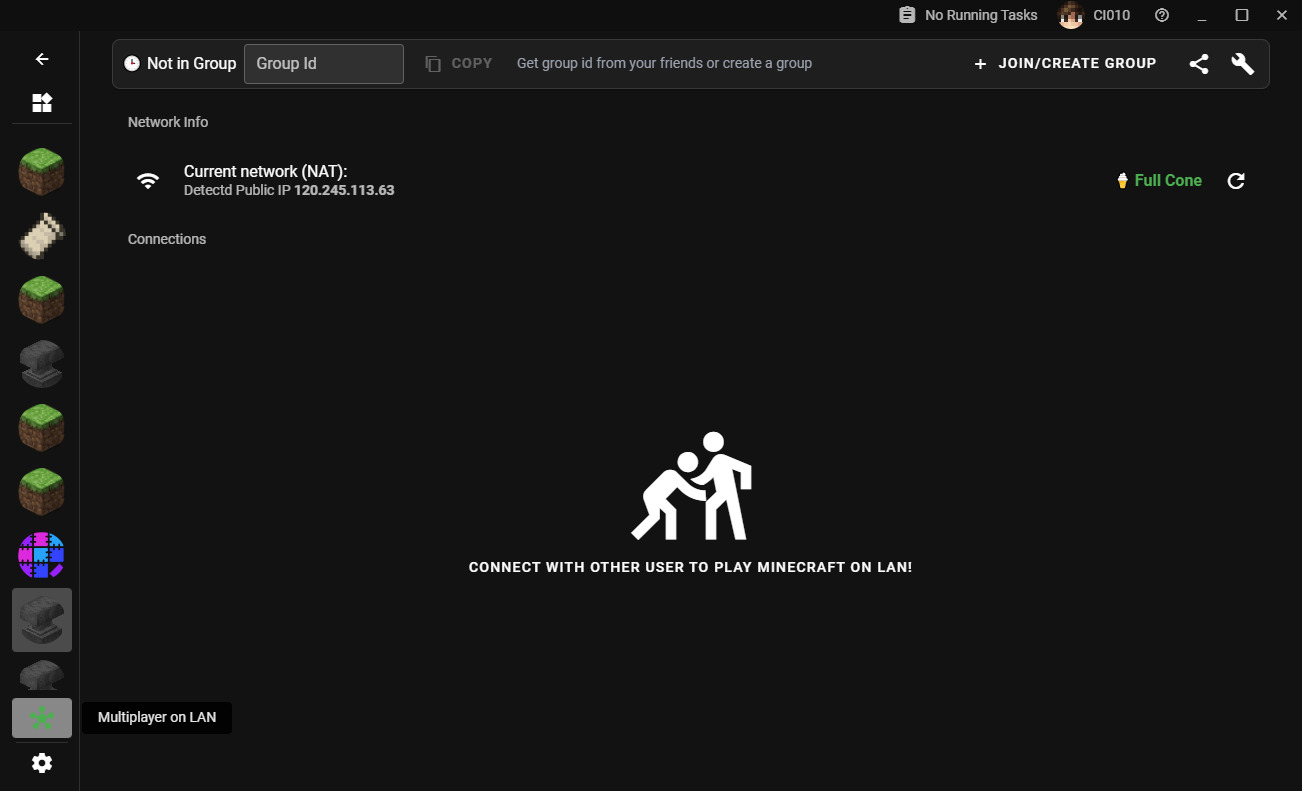 No Running Tasks
CI010
Not in Group
Group Id
COPY
Get group id from your friends or create a group
JOIN/CREATE GROUP
Network Info
Current network (NAT):
Detectd Public IP 120.245.113.63
Full Cone
Connections
CONNECT WITH OTHER USER TO PLAY MINECRAFT ON LAN!
Multiplayer on LAN